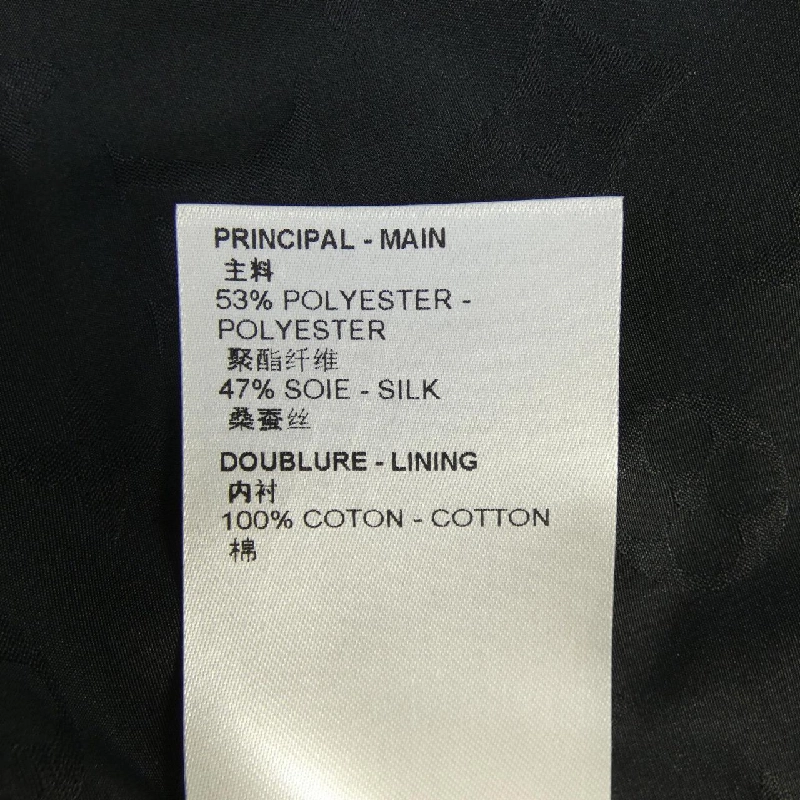 PRINCIPAL - MAIN
主料
53% POLYESTER -
POLYESTER
聚酯纤维
47% SOIE - SILK
桑蚕丝
DOUBLURE - LINING
内衬
100% COTON - COTTON
棉